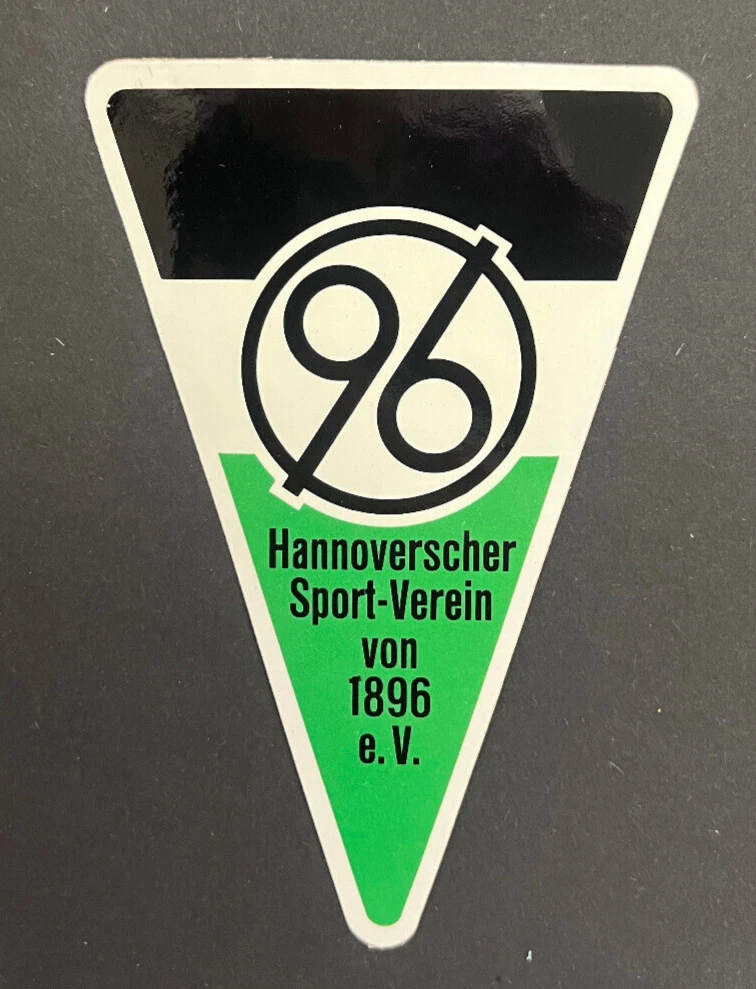 96
Hannoverscher
Sport-Verein
von
1896
e. V.